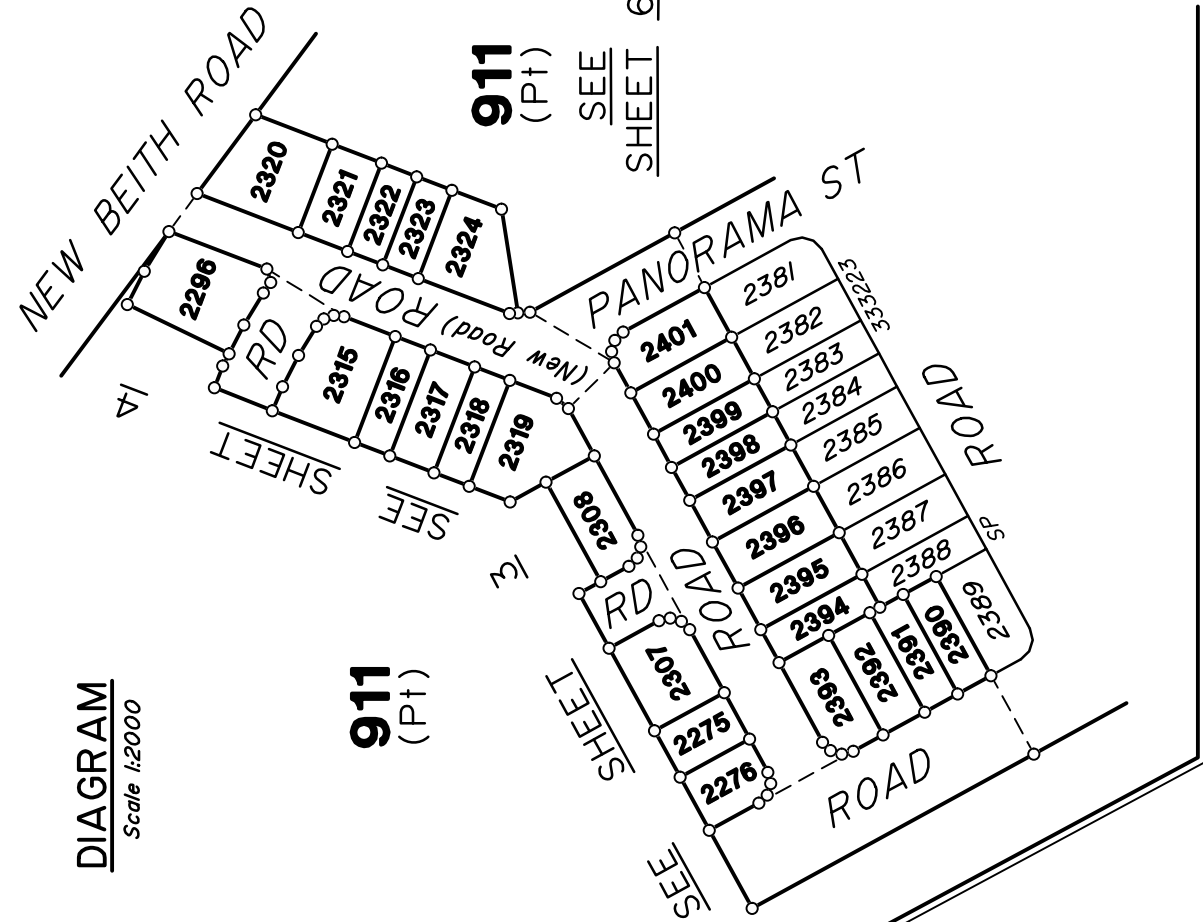 NEW BEITH ROAD
911
(Pt)
SEE
SHEET 6
2320
2321
2322
2323
2324
2296
RD
ROAD
(New Road)
2315
2316
2317
2318
2319
SEE
SHEET
4
PANORAMA ST
2401
2400
2399
2398
2397
2396
2395
2394
2393
2392
2391
2390
2381
2382
2383
2384
2385
2386
2387
2388
2389
SP
333223
ROAD
2308
RD
ROAD
2307
2275
2276
ROAD
SEE
SHEET
3
911
(Pt)
DIAGRAM
Scale 1:2000